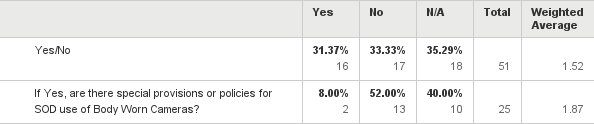 Yes No N/A Total Weighted
Average
Yes/No 31.37% 33.33% 35.29%
16 17 18 51 1.52
If Yes, are there special provisions or policies for 8.00% 52.00% 40.00%
SOD use of Body Worn Cameras? 2 13 10 25 1.87